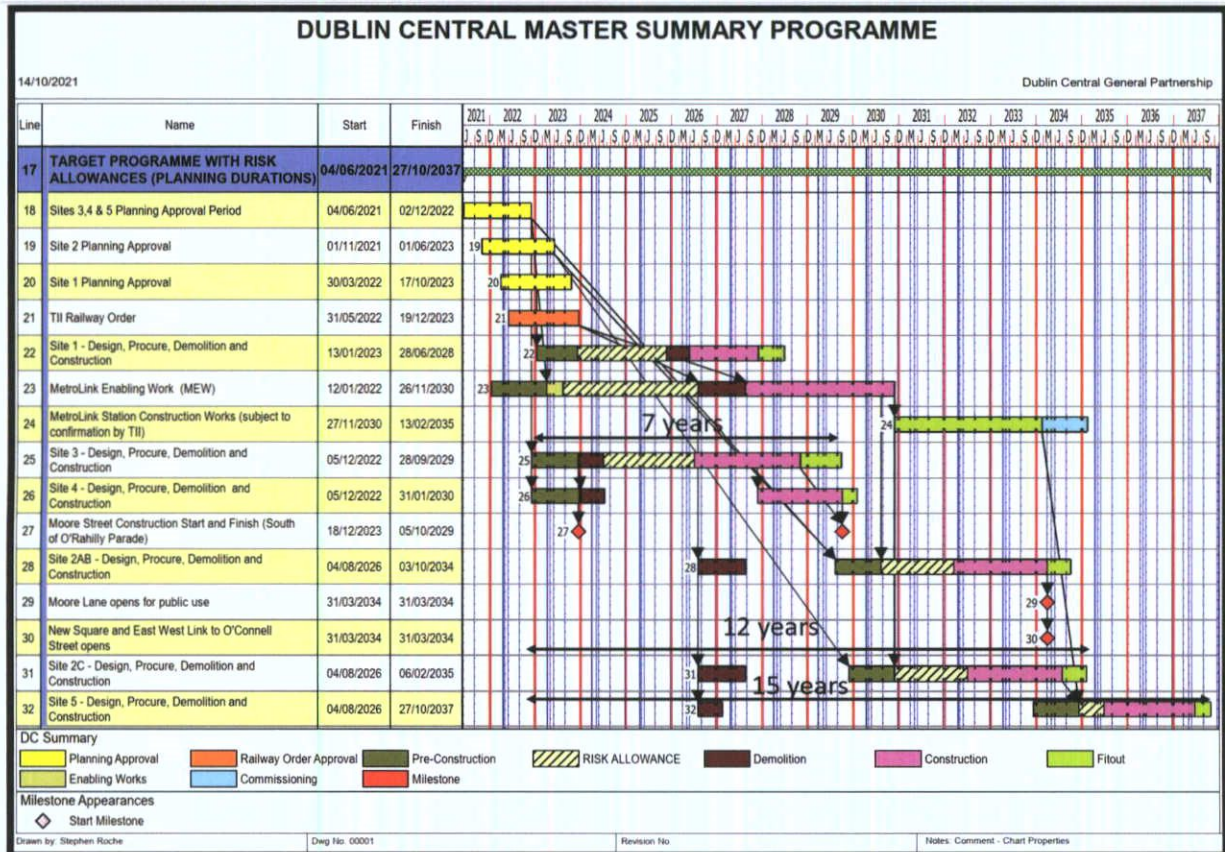 DUBLIN CENTRAL MASTER SUMMARY PROGRAMME
14/10/2021 Dublin Central General Partnership
Line Name Start Finish 2021 2022 2023 2024 2025 2026 2027 2028 2029 2030 2031 2032 2033 2034 2035 2036 2037
J S D M J S D M J S D M J S D M J S D M J S D M J S D M J S D M J S D M J S D M J S D M J S D M J S D M J S D M J S D M J S D M J S
17 TARGET PROGRAMME WITH RISK
ALLOWANCES (PLANNING DURATIONS) 04/06/2021 27/10/2037
18 Sites 3,4 & 5 Planning Approval Period 04/06/2021 02/12/2022
19 Site 2 Planning Approval 01/11/2021 01/06/2023 19
20 Site 1 Planning Approval 30/03/2022 17/10/2023 20
21 TII Railway Order 31/05/2022 19/12/2023 21
22 Site 1 - Design, Procure, Demolition and
Construction 13/01/2023 28/06/2028 22
23 MetroLink Enabling Work (MEW) 12/01/2022 26/11/2030 23
24 MetroLink Station Construction Works (subject to
confirmation by TII) 27/11/2030 13/02/2035 24
7 years
25 Site 3 - Design, Procure, Demolition and
Construction 05/12/2022 28/09/2029 25
26 Site 4 - Design, Procure, Demolition and
Construction 05/12/2022 31/01/2030 26
27 Moore Street Construction Start and Finish (South
of O'Rahilly Parade) 18/12/2023 05/10/2029 27
28 Site 2AB - Design, Procure, Demolition and
Construction 04/08/2026 03/10/2034 28
29 Moore Lane opens for public use 31/03/2034 31/03/2034 29
30 New Square and East West Link to O'Connell
Street opens 31/03/2034 31/03/2034 30
12 years
31 Site 2C - Design, Procure, Demolition and
Construction 04/08/2026 06/02/2035 31
15 years
32 Site 5 - Design, Procure, Demolition and
Construction 04/08/2026 27/10/2037 32
DC Summary
Planning Approval Railway Order Approval Pre-Construction RISK ALLOWANCE Demolition Construction Fitout
Enabling Works Commissioning Milestone
Milestone Appearances
Start Milestone
Drawn by: Stephen Roche Dwg No. 00001 Revision No Notes: Comment - Chart Properties